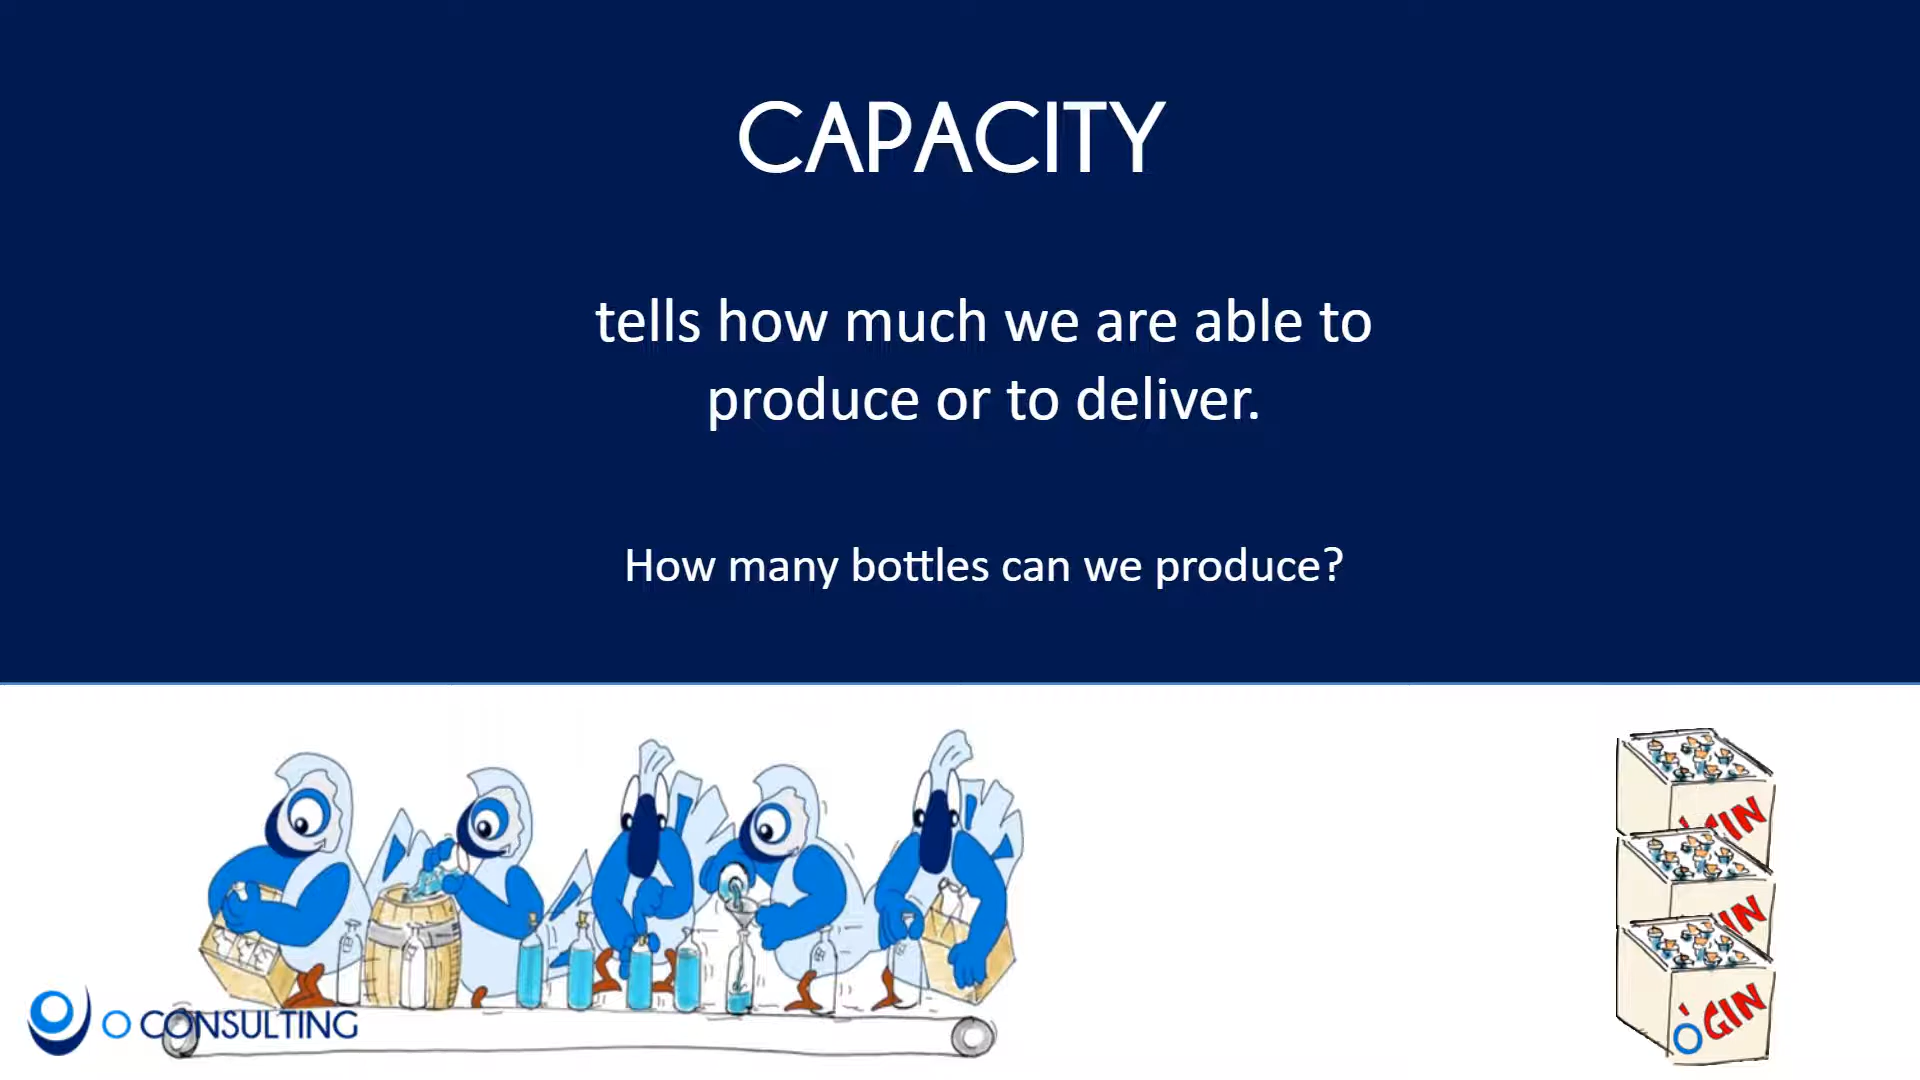 CAPACITY
tells how much we are able to
produce or to deliver.
How many bottles can we produce?
GIN
IN
O'GIN
O CONSULTING